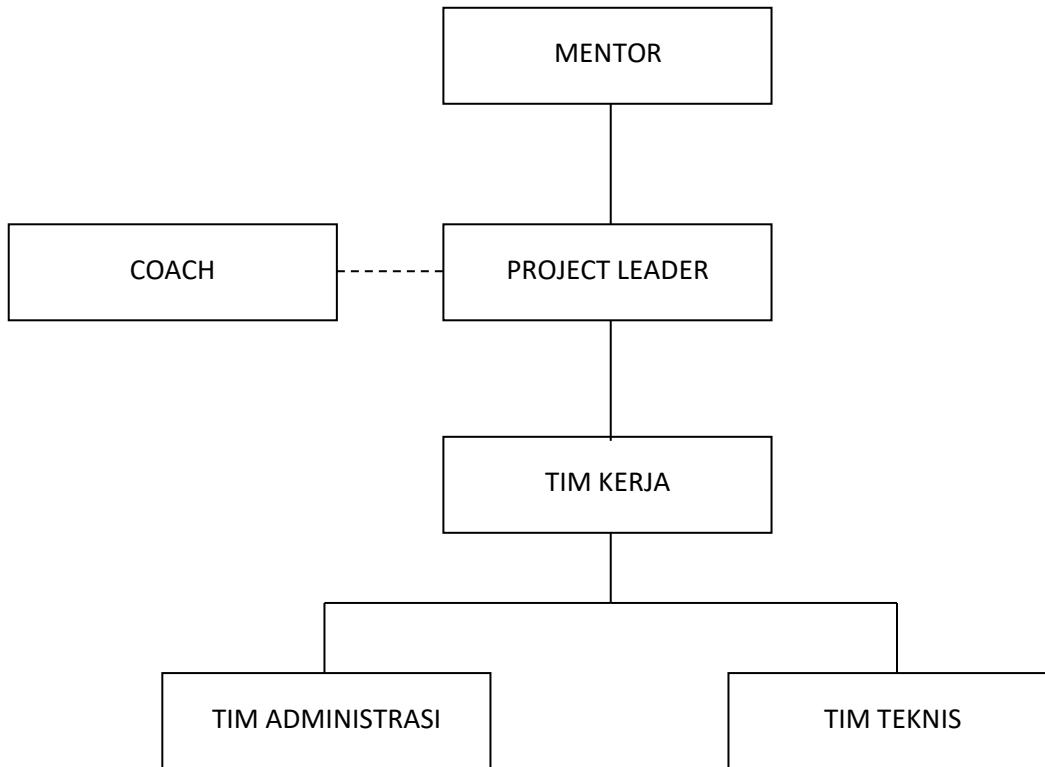 MENTOR
COACH
PROJECT LEADER
TIM KERJA
TIM ADMINISTRASI
TIM TEKNIS